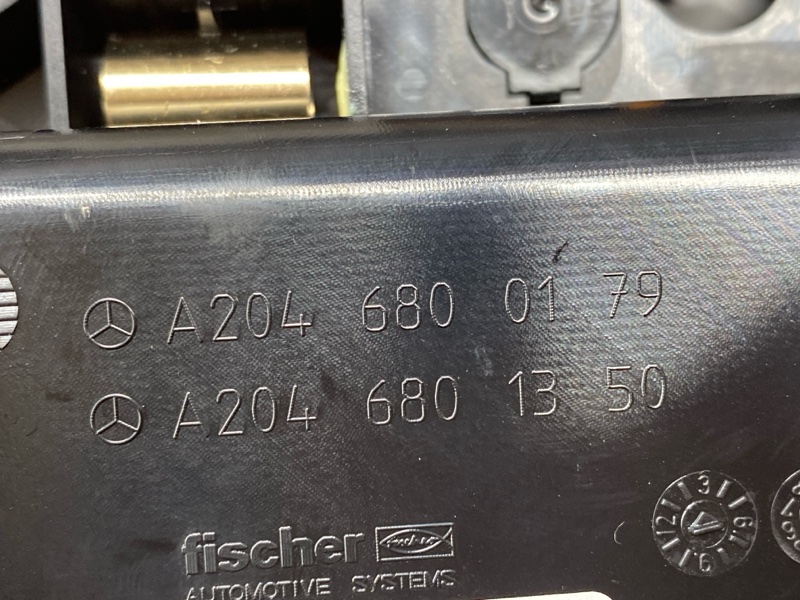 G
A204 680 01 79
A204 680 13 50
fischer
AUTOMOTIVE SYSTEMS